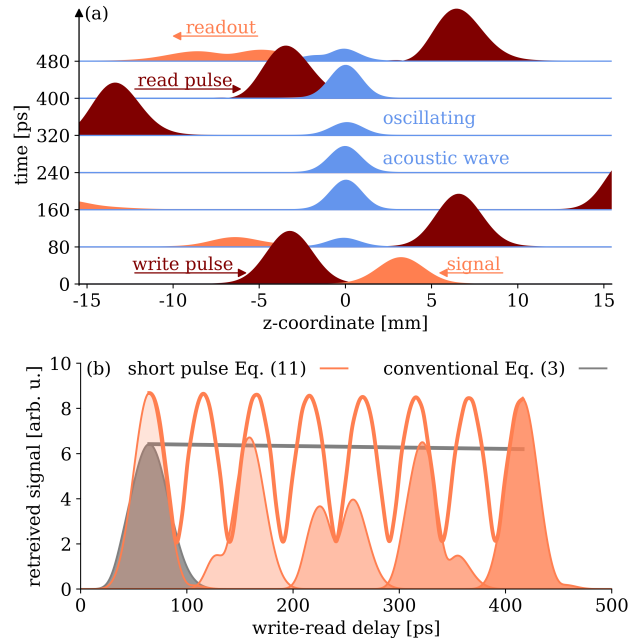 (a)
readout
480
read pulse
400
oscillating
320
acoustic wave
240
160
80
write pulse
signal
0
-15 -10 -5 0 5 10 15
z-coordinate [mm]
time [ps]
(b) short pulse Eq. (11) conventional Eq. (3)
10
8
6
4
2
0
0 100 200 300 400 500
write-read delay [ps]
retreived signal [arb. u.]